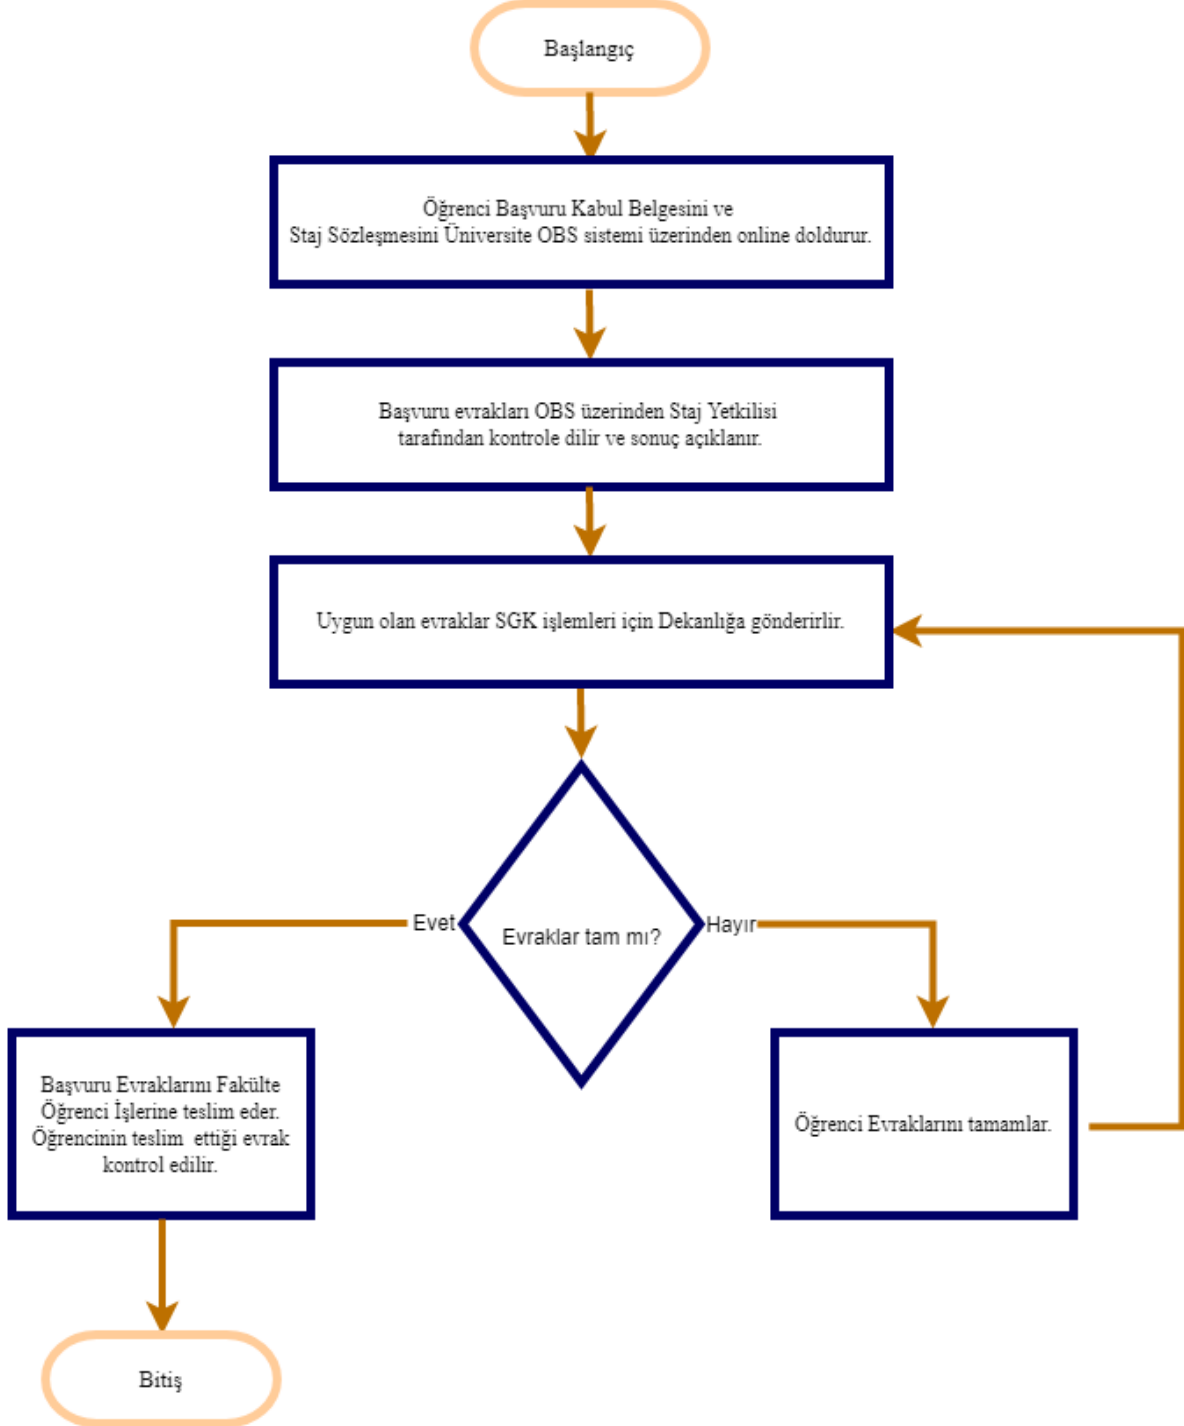 Başlangıç
Öğrenci Başvuru Kabul Belgesini ve
Staj Sözleşmesini Üniversite OBS sistemi üzerinden online doldurur.
Başvuru evrakları OBS üzerinden Staj Yetkilisi
tarafından kontrole dilir ve sonuç açıklanır.
Uygun olan evraklar SGK işlemleri için Dekanlığa gönderirlir.
Evet
Evraklar tam mı?
Hayır
Başvuru Evraklarını Fakülte
Öğrenci İşlerine teslim eder.
Öğrencinin teslim  ettiği evrak
kontrol edilir.
Öğrenci Evraklarını tamamlar.
Bitiş